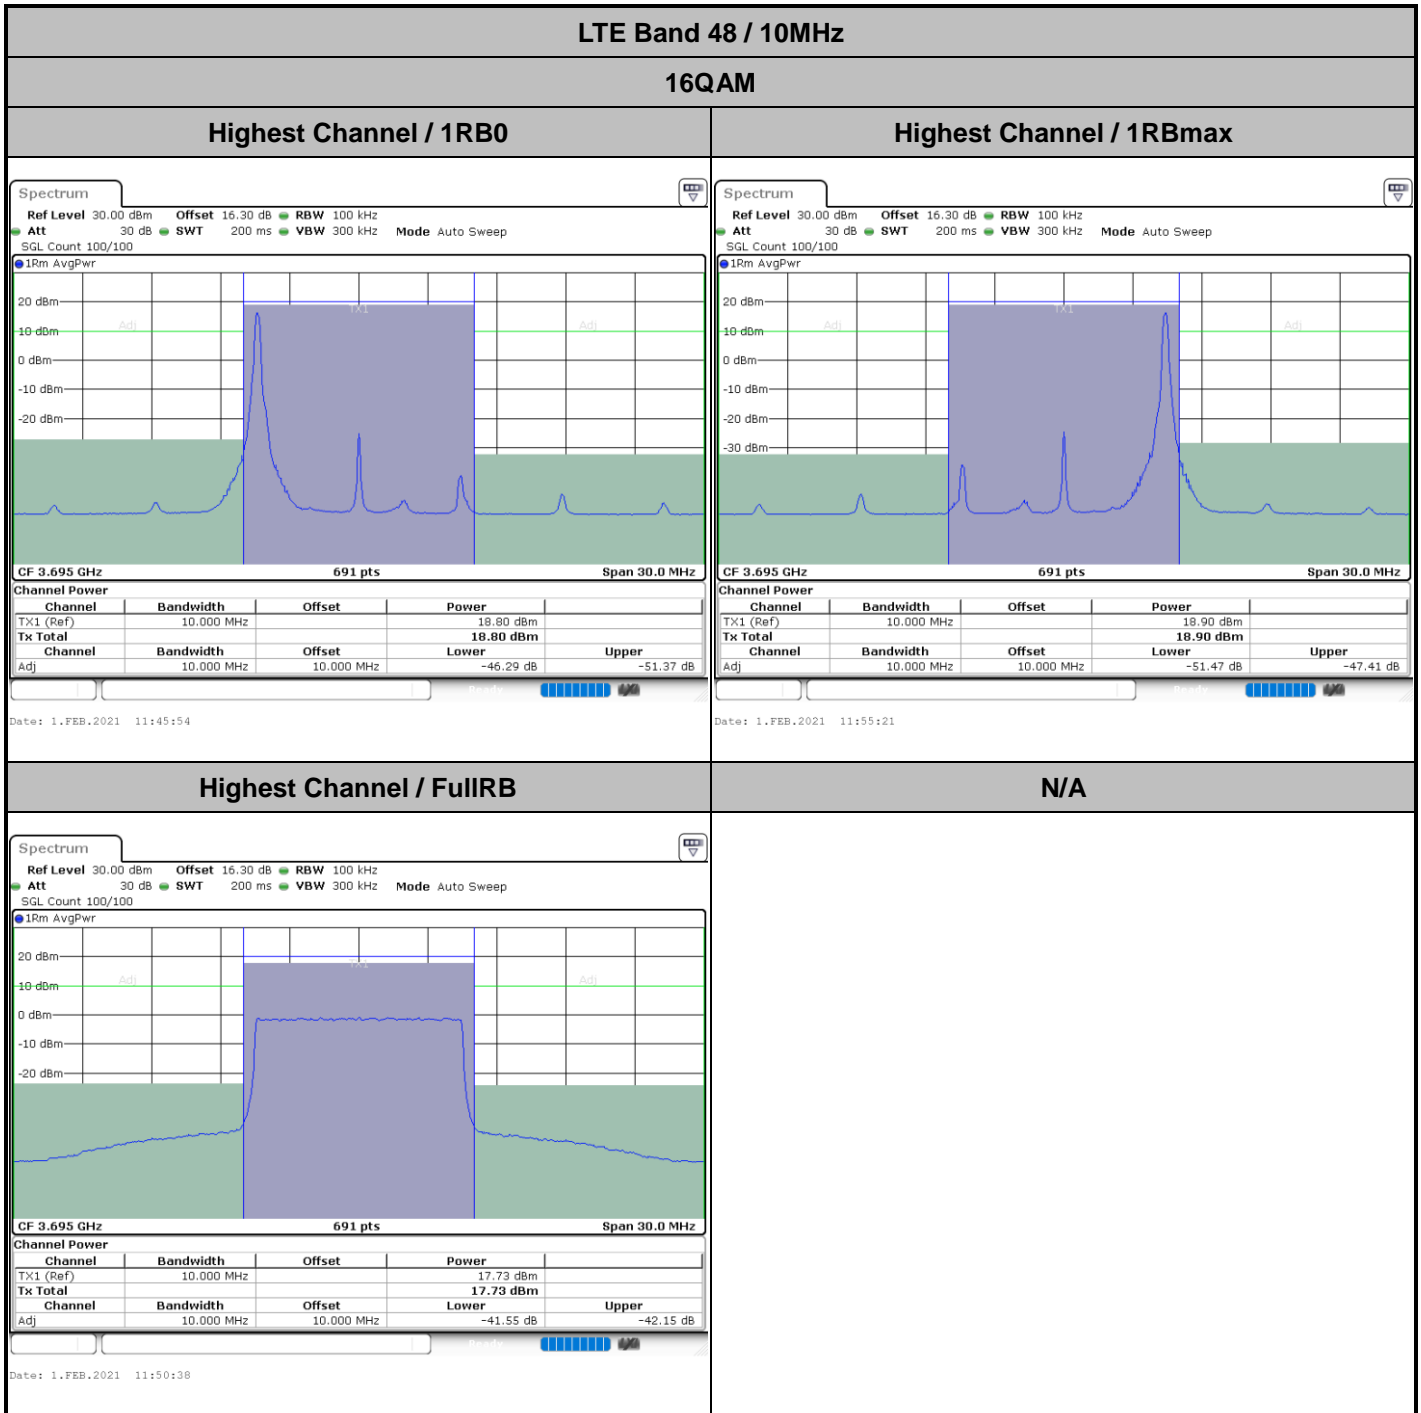 LTE Band 48 / 10MHz
16QAM
Highest Channel / 1RB0
Highest Channel / 1RBmax
Spectrum
Ref Level 30.00 dBm Offset 16.30 dB RBW 100 kHz
Att 30 dB SWT 200 ms VBW 300 kHz Mode Auto Sweep
SGL Count 100/100
1Rm AvgPwr
20 dBm
10 dBm
0 dBm
-10 dBm
-20 dBm
Adj
TX1
Adj
CF 3.695 GHz 691 pts Span 30.0 MHz
Channel Power
Channel Bandwidth Offset Power
TX1 (Ref) 10.000 MHz 18.80 dBm
Tx Total 18.80 dBm
Channel Bandwidth Offset Lower Upper
Adj 10.000 MHz 10.000 MHz -46.29 dB -51.37 dB
Ready
Date: 1.FEB.2021 11:45:54
Spectrum
Ref Level 30.00 dBm Offset 16.30 dB RBW 100 kHz
Att 30 dB SWT 200 ms VBW 300 kHz Mode Auto Sweep
SGL Count 100/100
1Rm AvgPwr
20 dBm
10 dBm
0 dBm
-10 dBm
-20 dBm
-30 dBm
Adj
TX1
Adj
CF 3.695 GHz 691 pts Span 30.0 MHz
Channel Power
Channel Bandwidth Offset Power
TX1 (Ref) 10.000 MHz 18.90 dBm
Tx Total 18.90 dBm
Channel Bandwidth Offset Lower Upper
Adj 10.000 MHz 10.000 MHz -51.47 dB -47.41 dB
Ready
Date: 1.FEB.2021 11:55:21
Highest Channel / FullRB
N/A
Spectrum
Ref Level 30.00 dBm Offset 16.30 dB RBW 100 kHz
Att 30 dB SWT 200 ms VBW 300 kHz Mode Auto Sweep
SGL Count 100/100
1Rm AvgPwr
20 dBm
10 dBm
0 dBm
-10 dBm
-20 dBm
Adj
TX1
Adj
CF 3.695 GHz 691 pts Span 30.0 MHz
Channel Power
Channel Bandwidth Offset Power
TX1 (Ref) 10.000 MHz 17.73 dBm
Tx Total 17.73 dBm
Channel Bandwidth Offset Lower Upper
Adj 10.000 MHz 10.000 MHz -41.55 dB -42.15 dB
Ready
Date: 1.FEB.2021 11:50:38